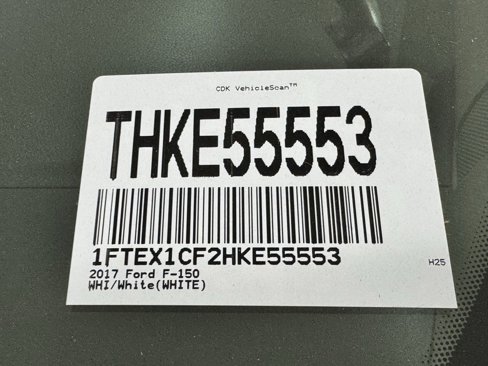 CDK VehicleScan™
THKE55553
1FTEX1CF2HKE55553
2017 Ford F-150
WHI/White(WHITE)
H25